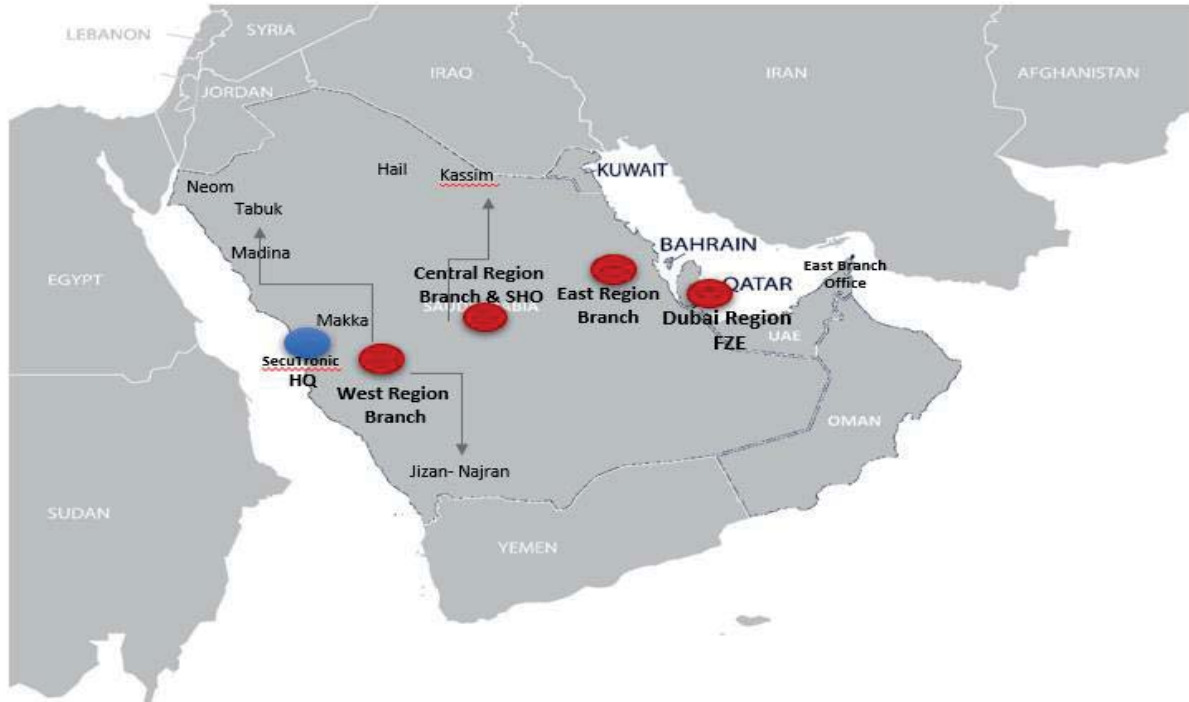 SYRIA
LEBANON
IRAQ
IRAN
AFGHANISTAN
JORDAN
Hail
Kassim
KUWAIT
Neom
Tabuk
Madina
BAHRAIN
EGYPT
Central Region
Branch & SHO
East Branch
Office
QATAR
East Region
Branch
Dubai Region
FZE
UAE
Makka
SecuTronic
HQ
West Region
Branch
OMAN
Jizan- Najran
SUDAN
YEMEN